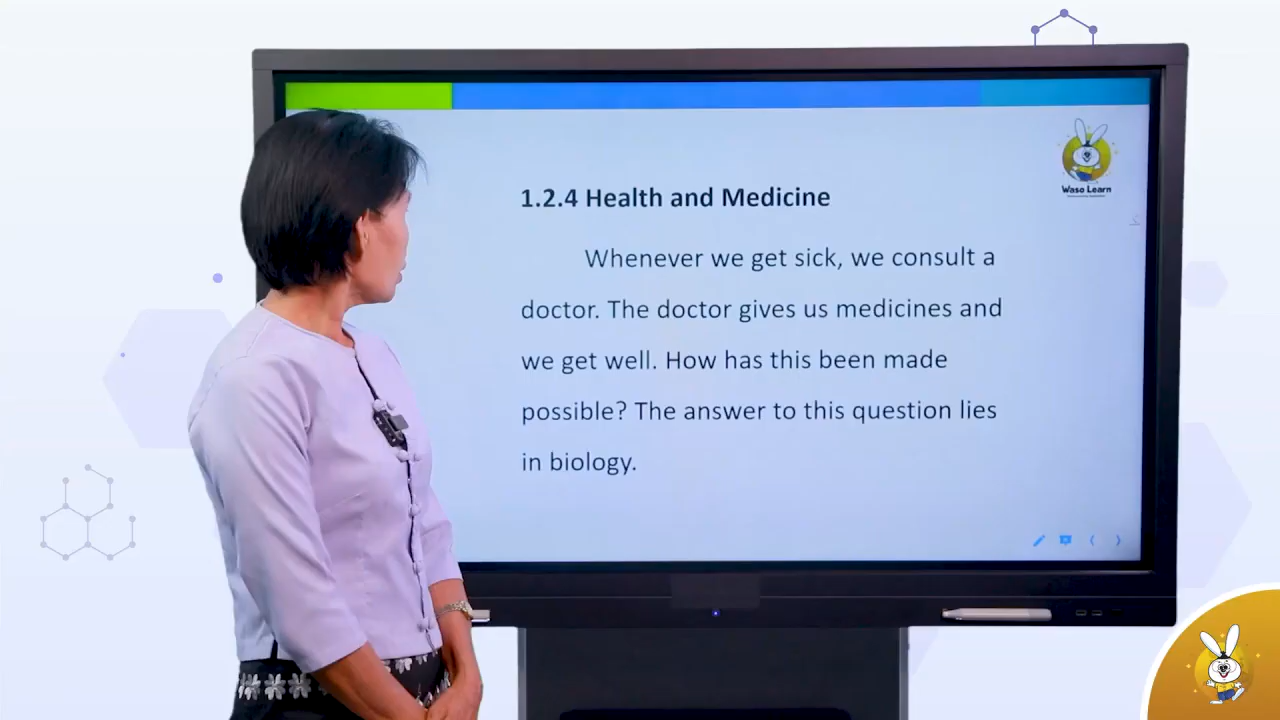 1.2.4 Health and Medicine
Whenever we get sick, we consult a
doctor. The doctor gives us medicines and
we get well. How has this been made
possible? The answer to this question lies
in biology.
Waso Learn